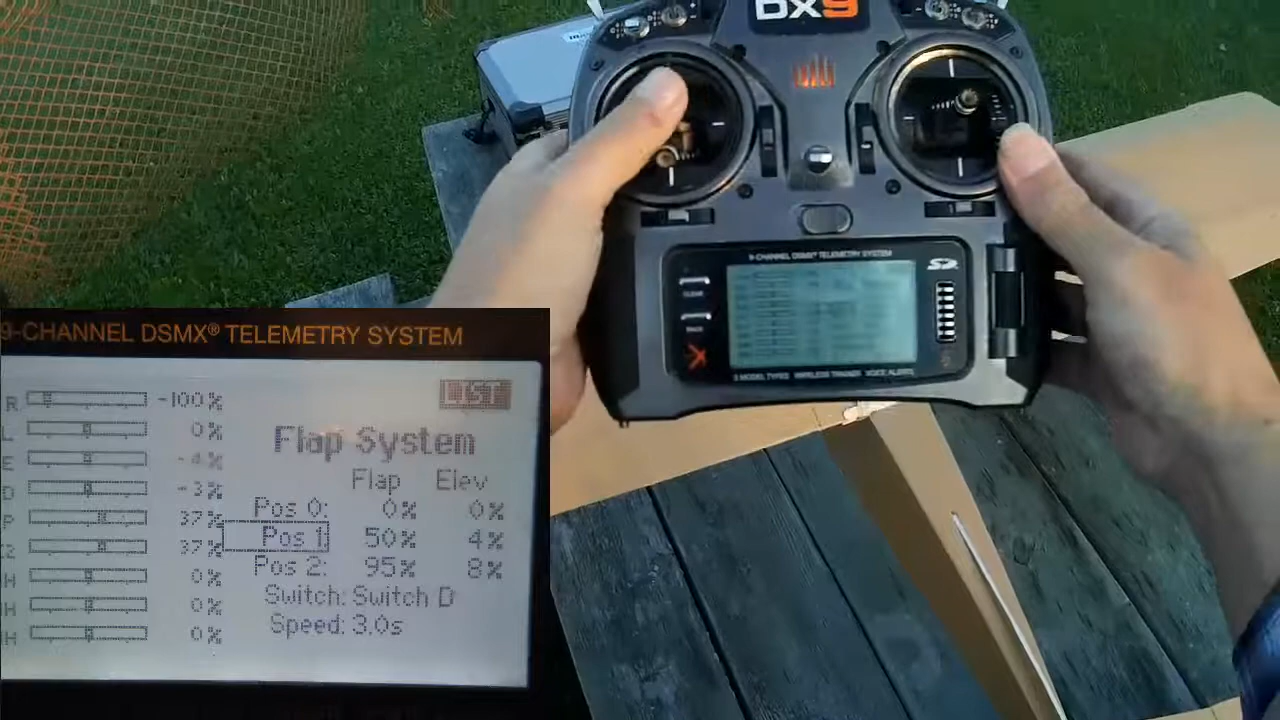 DX9
9-CHANNEL DSMX® TELEMETRY SYSTEM
SD
CLEAR
BACK
9-CHANNEL DSMX® TELEMETRY SYSTEM
LIST
Flap System
Flap Elev
Pos 0: 0% 0%
Pos 1: 50% 4%
Pos 2: 95% 8%
Switch: Switch D
Speed: 3.0s
R -100%
L 0%
E -4%
D -3%
P 37%
2 37%
H 0%
H 0%
H 0%
MODEL TYPES WIRELESS TRAINER VOICE ALERTS